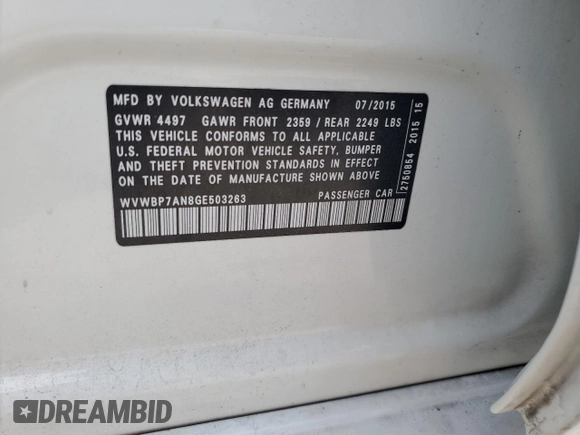 MFD BY VOLKSWAGEN AG GERMANY 07/2015
GVWR 4497 GAWR FRONT 2359 / REAR 2249 LBS
THIS VEHICLE CONFORMS TO ALL APPLICABLE
U.S. FEDERAL MOTOR VEHICLE SAFETY, BUMPER
AND THEFT PREVENTION STANDARDS IN EFFECT
ON THE DATE OF MANUFACTURE SHOWN ABOVE
WVWBP7AN8GE503263 PASSENGER CAR
2750854 2015 15
DREAMBID